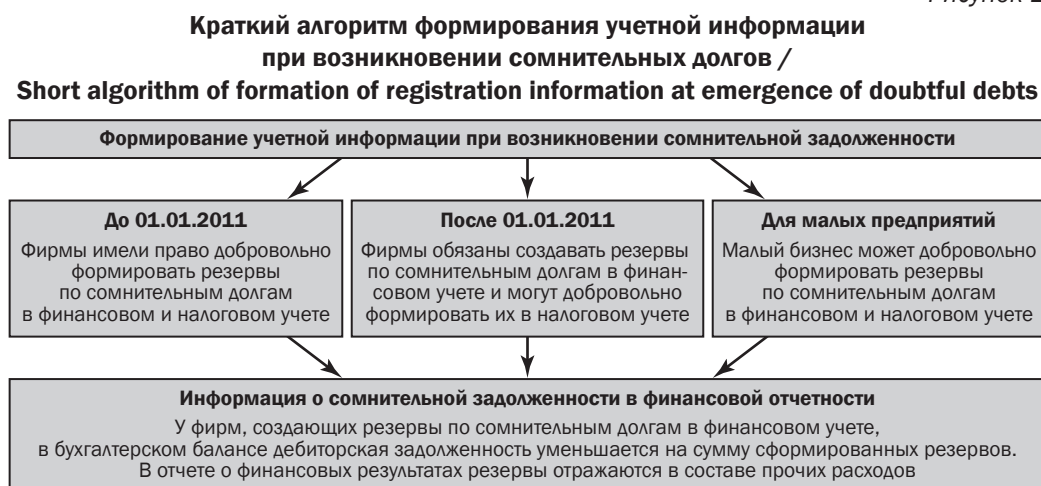 Рисунок
Краткий алгоритм формирования учетной информации
при возникновении сомнительных долгов /
Short algorithm of formation of registration information at emergence of doubtful debts
Формирование учетной информации при возникновении сомнительной задолженности
До 01.01.2011
Фирмы имели право добровольно
формировать резервы
по сомнительным долгам
в финансовом и налоговом учете
После 01.01.2011
Фирмы обязаны создавать резервы
по сомнительным долгам в финан-
совом учете и могут добровольно
формировать их в налоговом учете
Для малых предприятий
Малый бизнес может добровольно
формировать резервы
по сомнительным долгам
в финансовом и налоговом учете
Информация о сомнительной задолженности в финансовой отчетности
У фирм, создающих резервы по сомнительным долгам в финансовом учете,
в бухгалтерском балансе дебиторская задолженность уменьшается на сумму сформированных резервов.
В отчете о финансовых результатах резервы отражаются в составе прочих расходов